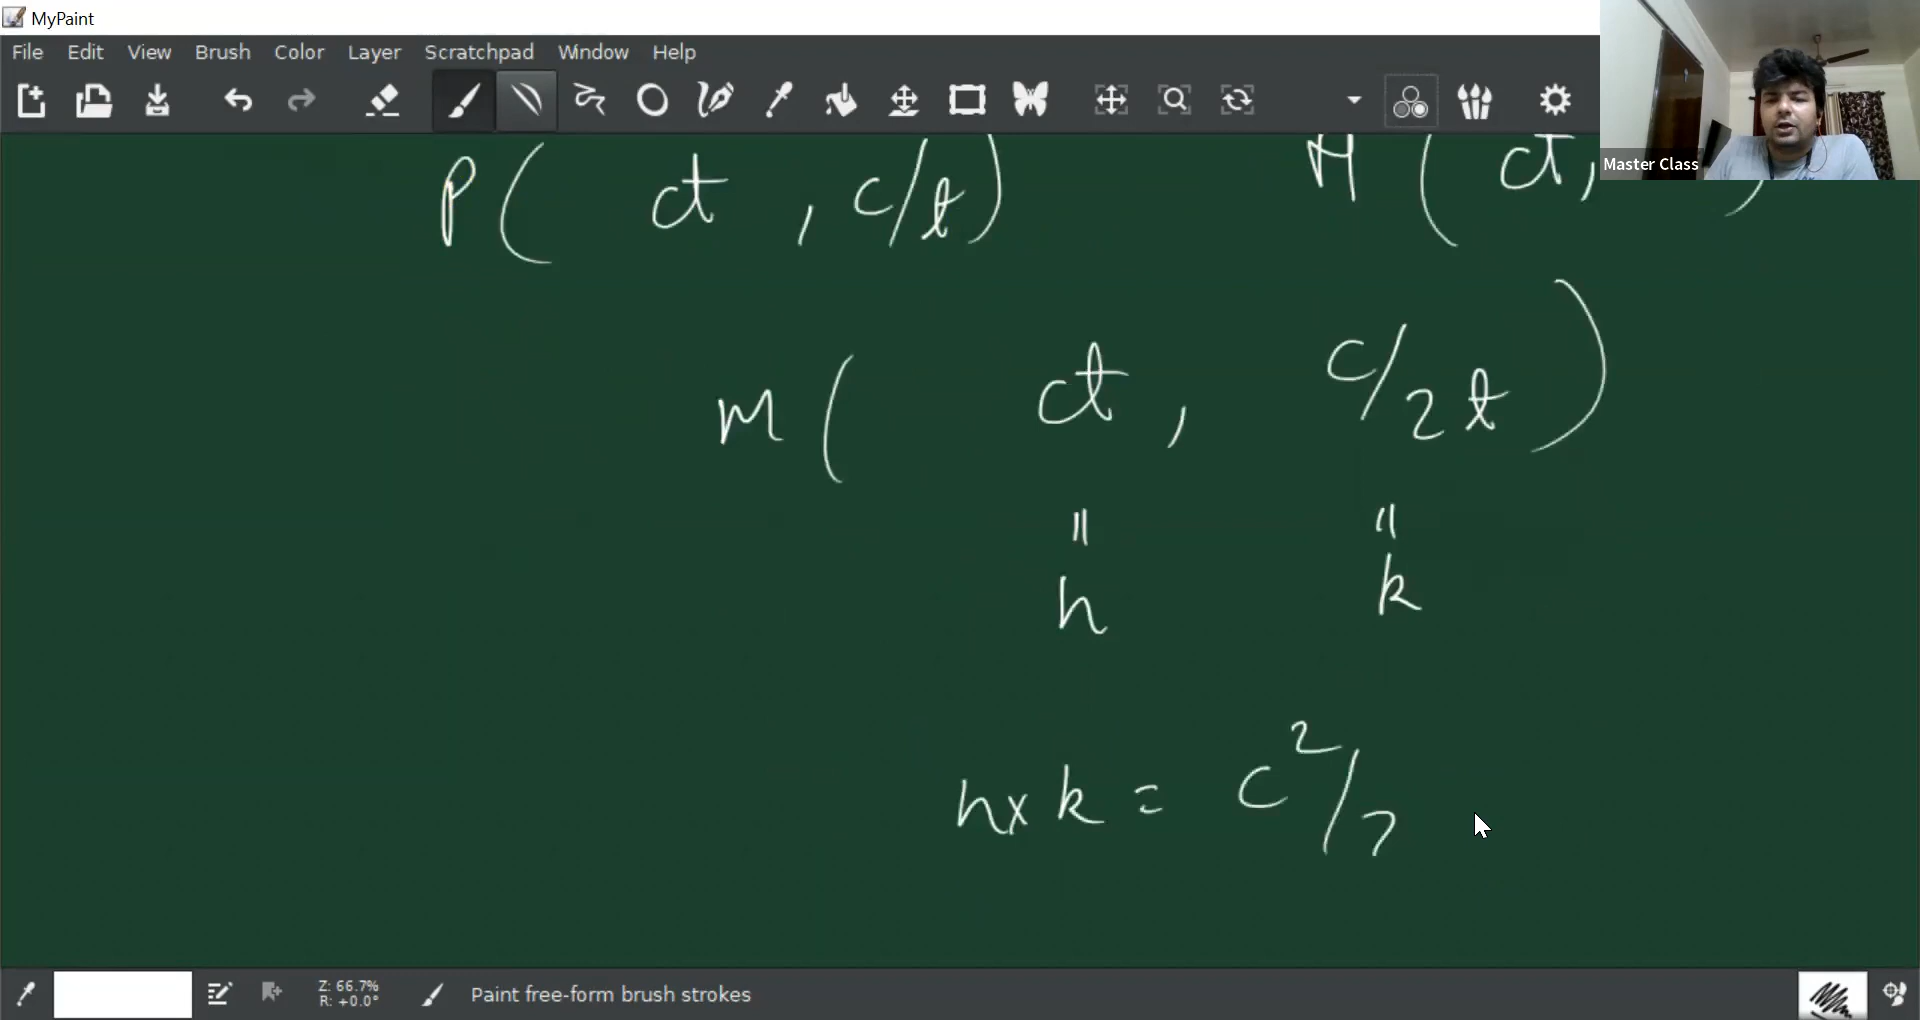 MyPaint
File Edit View Brush Color Layer Scratchpad Window Help
Master Class
P( ct , c/t) H ( ct,
M( ct , c/2t )
= =
h k
h x k = c²/2
Z: 66.7%
R: +0.0°
Paint free-form brush strokes